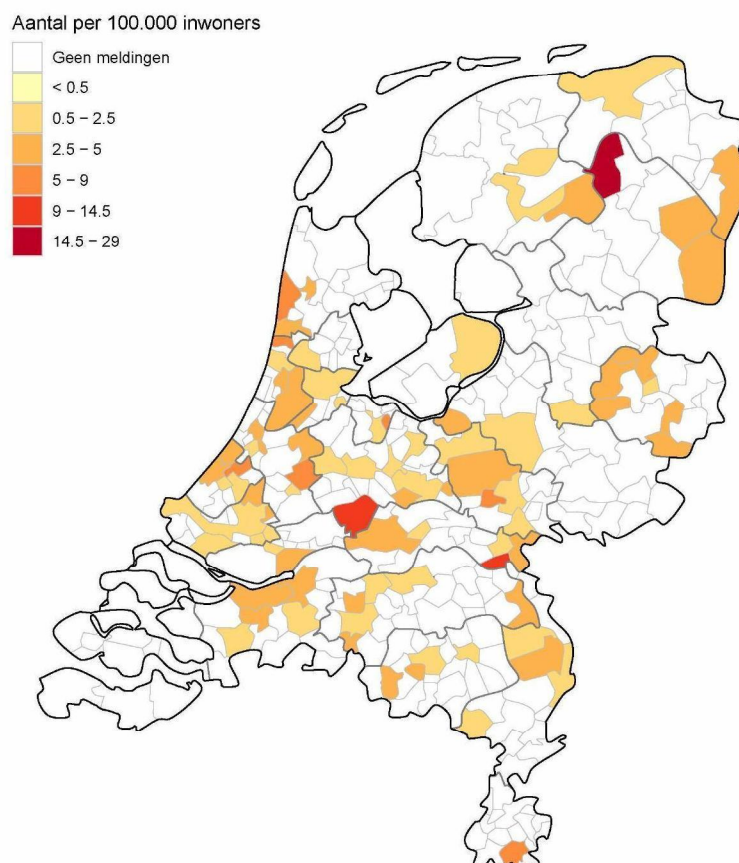 Aantal per 100.000 inwoners
Geen meldingen
< 0.5
0.5 – 2.5
2.5 – 5
5 – 9
9 – 14.5
14.5 – 29